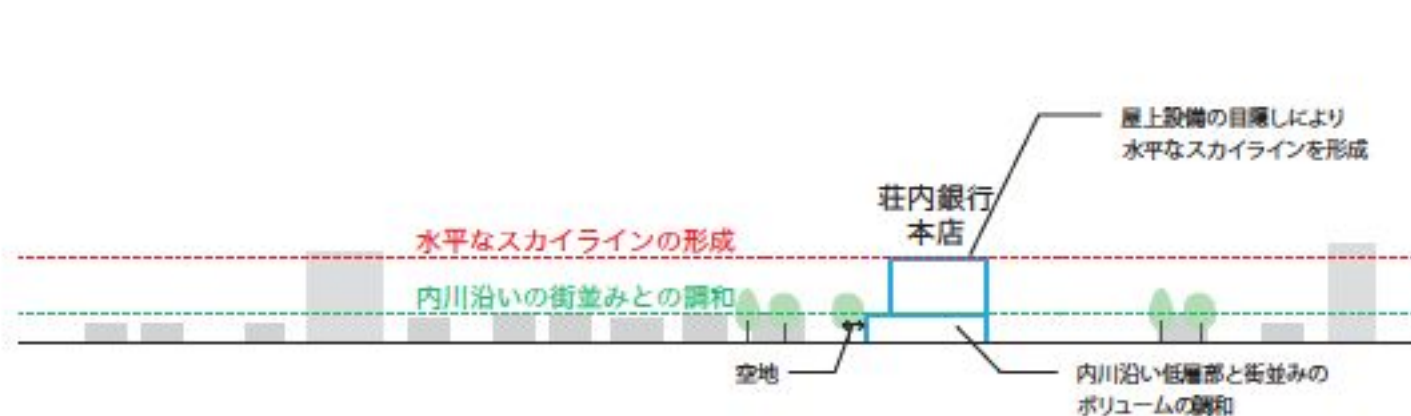 屋上設備の目隠しにより
水平なスカイラインを形成
荘内銀行
本店
水平なスカイラインの形成
内川沿いの街並みとの調和
空地
内川沿い低層部と街並みの
ボリュームの調和